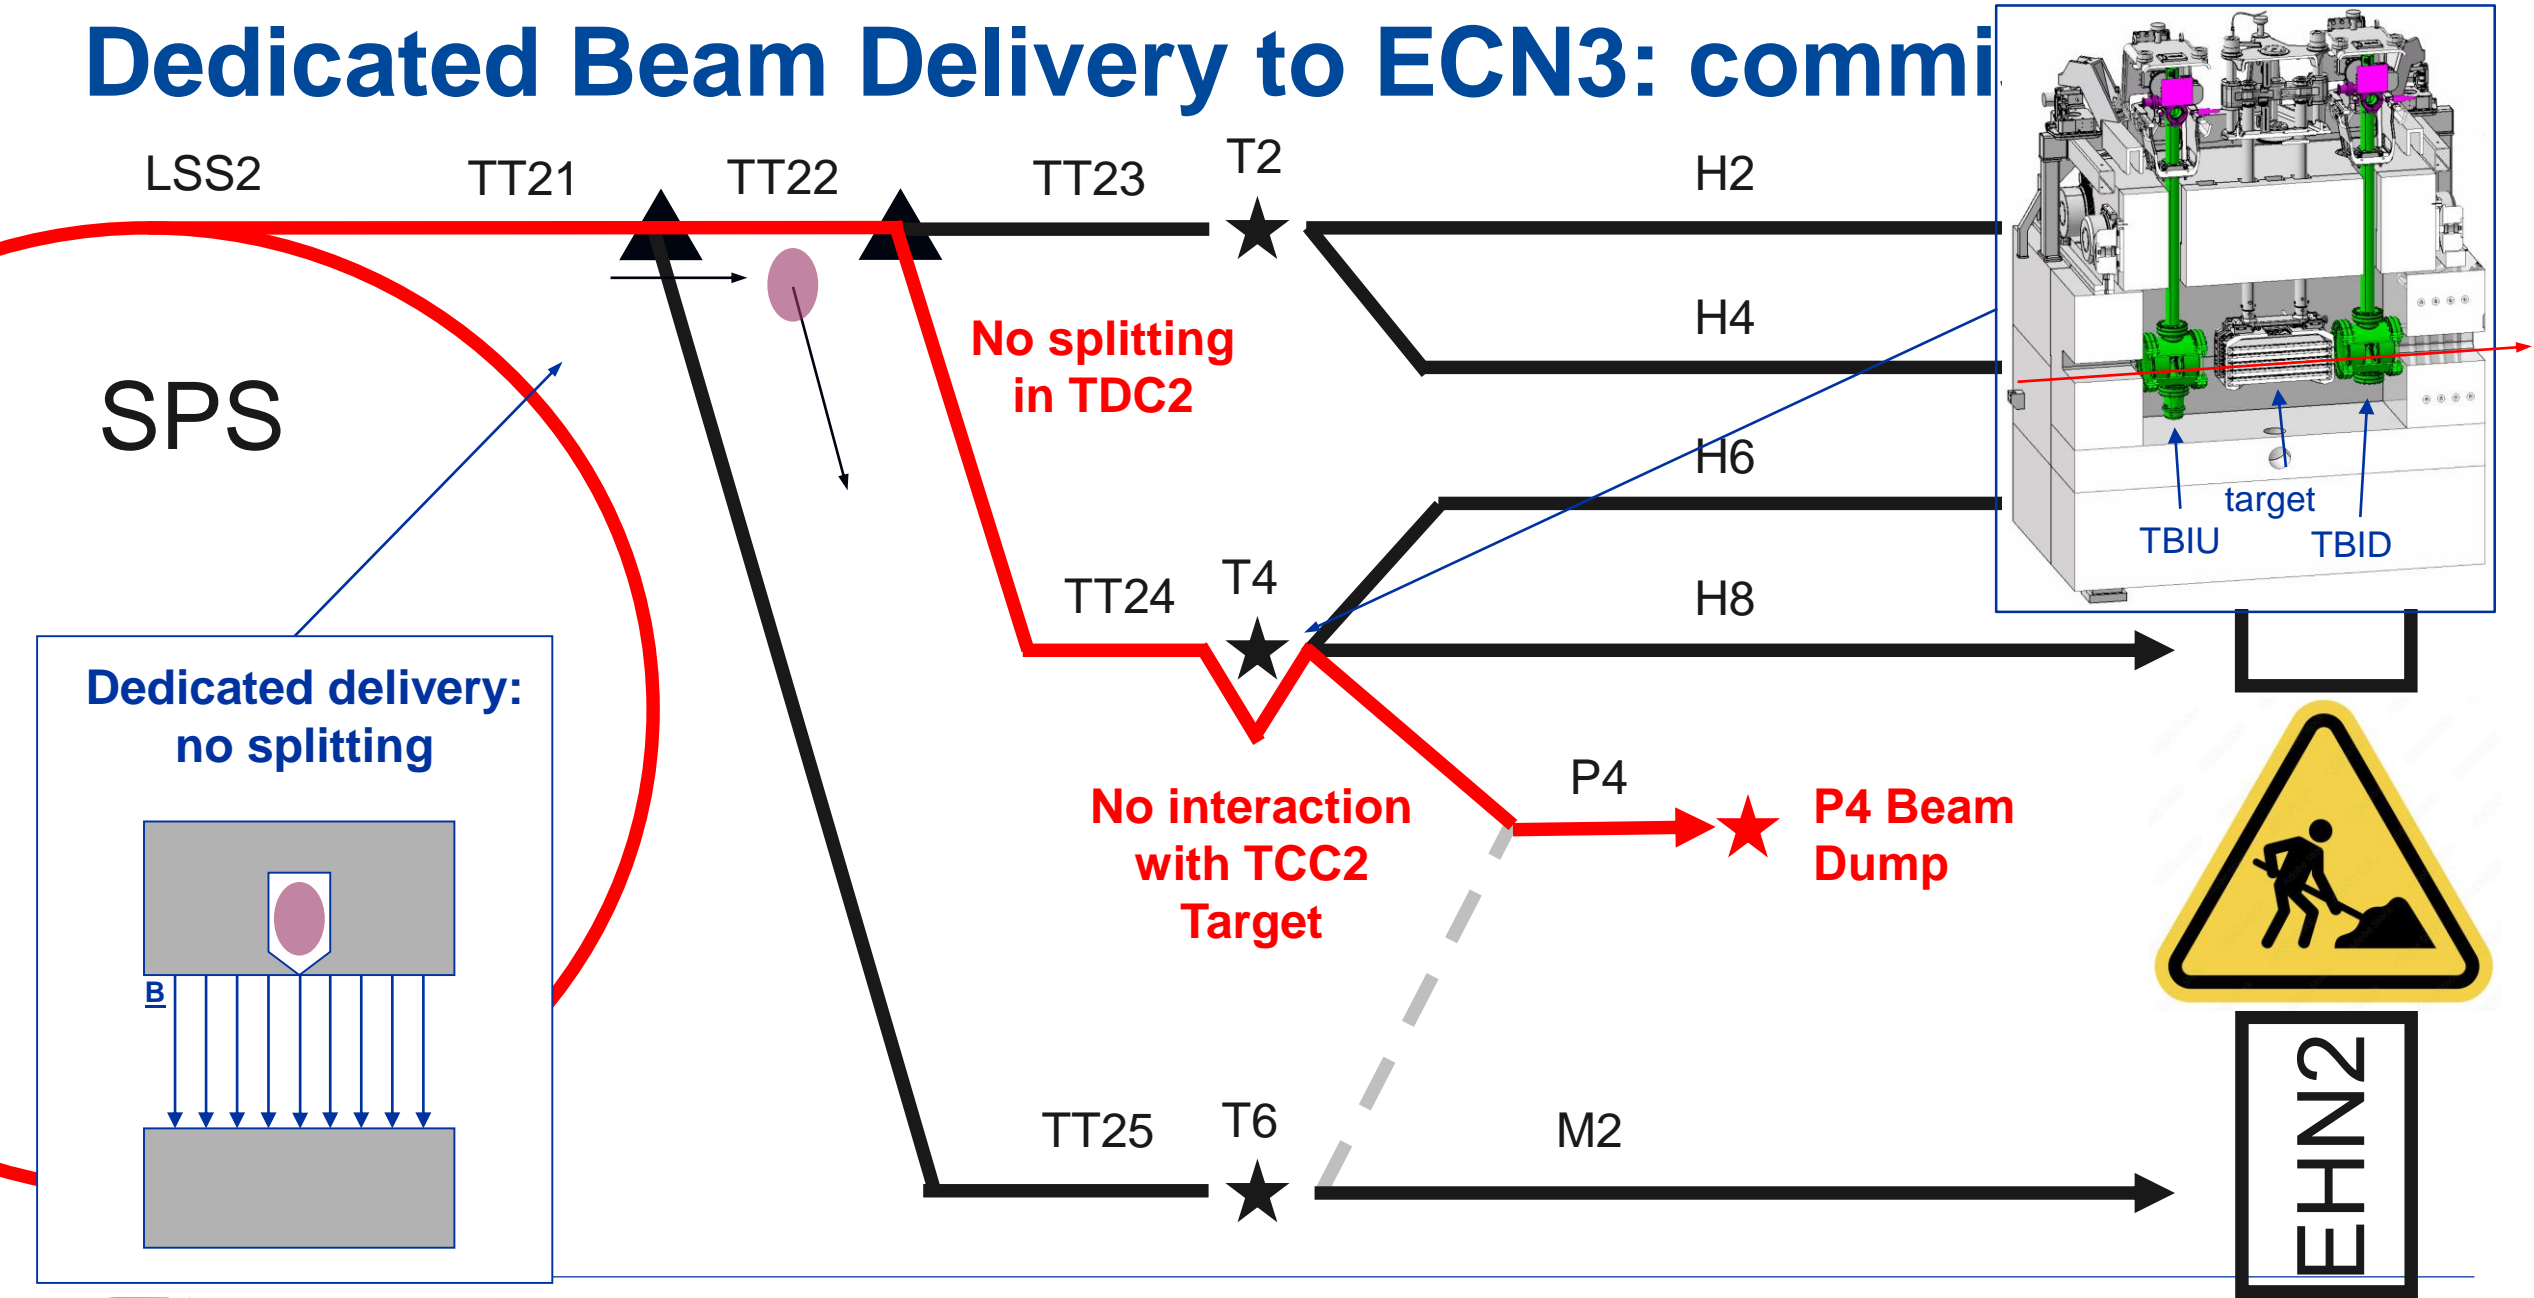 Dedicated Beam Delivery to ECN3: commi
LSS2
TT21
TT22
TT23
T2
H2
H4
No splitting
in TDC2
SPS
H6
target
TBIU
TBID
TT24
T4
H8
Dedicated delivery:
no splitting
P4
No interaction
with TCC2
Target
P4 Beam
Dump
B
TT25
T6
M2
EHN2